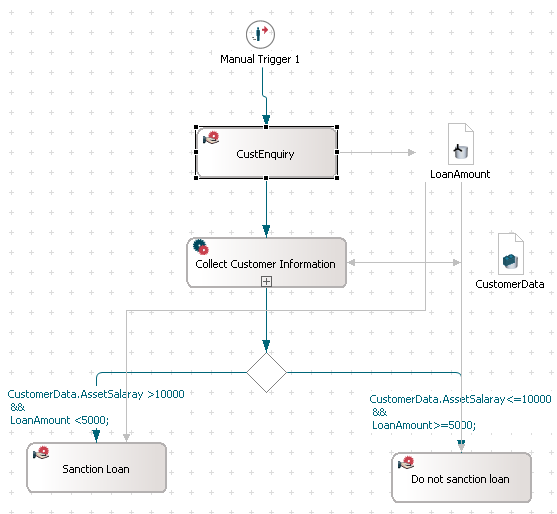 Manual Trigger 1
CustEnquiry
LoanAmount
Collect Customer Information
CustomerData
CustomerData.AssetSalaray >10000
&&
LoanAmount <5000;
CustomerData.AssetSalaray<=10000
&&
LoanAmount>=5000;
Sanction Loan
Do not sanction loan